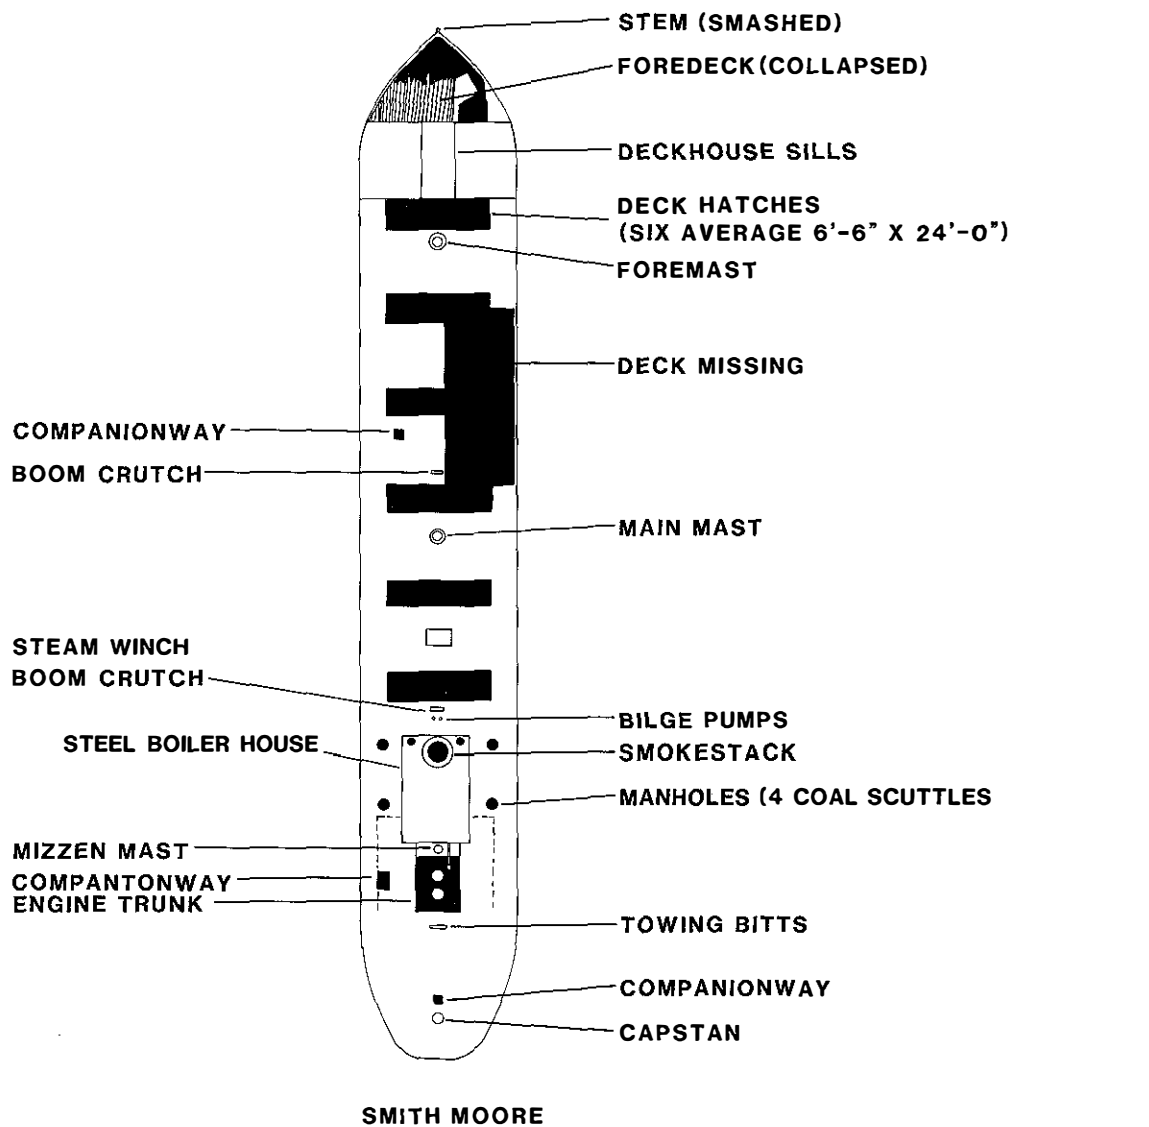 STEM (SMASHED)
FOREDECK (COLLAPSED)
DECKHOUSE SILLS
DECK HATCHES
(SIX AVERAGE 6'-6" X 24'-0")
FOREMAST
DECK MISSING
COMPANIONWAY
BOOM CRUTCH
MAIN MAST
STEAM WINCH
BOOM CRUTCH
BILGE PUMPS
STEEL BOILER HOUSE
SMOKESTACK
MANHOLES (4 COAL SCUTTLES
MIZZEN MAST
COMPANTONWAY
ENGINE TRUNK
TOWING BITTS
COMPANIONWAY
CAPSTAN
SMITH MOORE